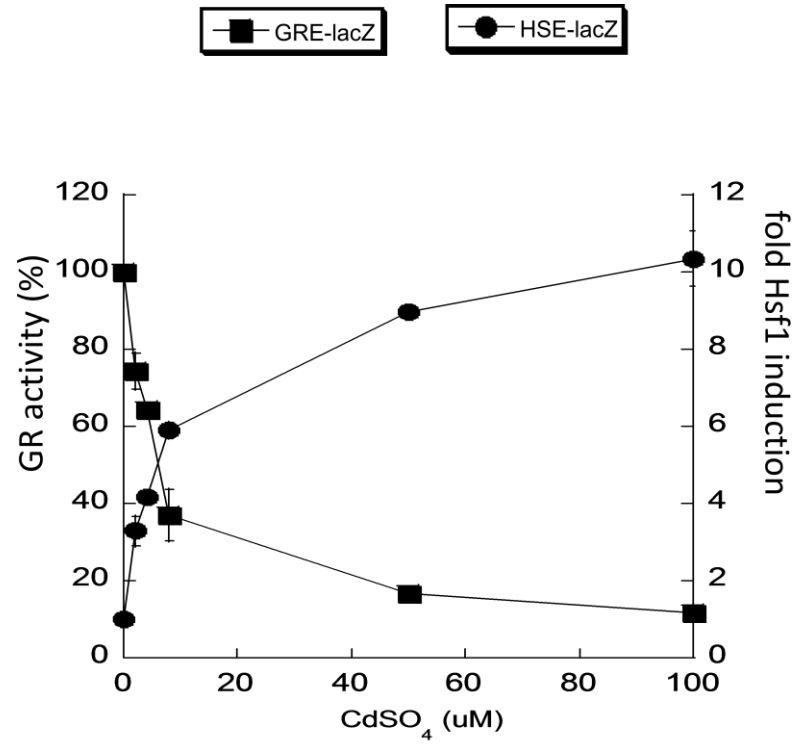 GRE-lacZ
HSE-lacZ
120
100
80
60
40
20
0
GR activity (%)
12
10
8
6
4
2
0
fold Hsf1 induction
0 20 40 60 80 100
CdSO4 (uM)